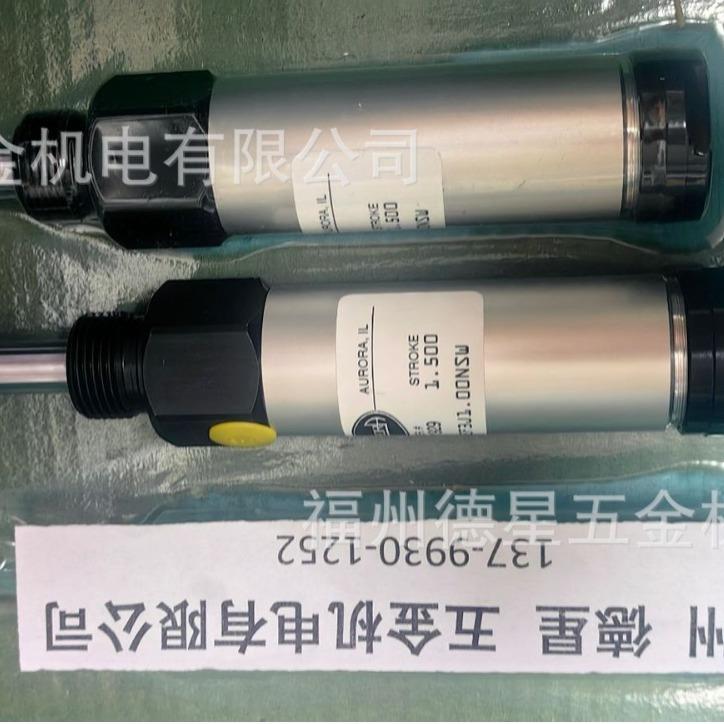 金机电有限公司
AURORA, IL
STROKE
1.500
AURORA, IL
STROKE
1.500
1.00NSW
福州德星五金机
137-9930-1252
州 德星 五金机电有限公司